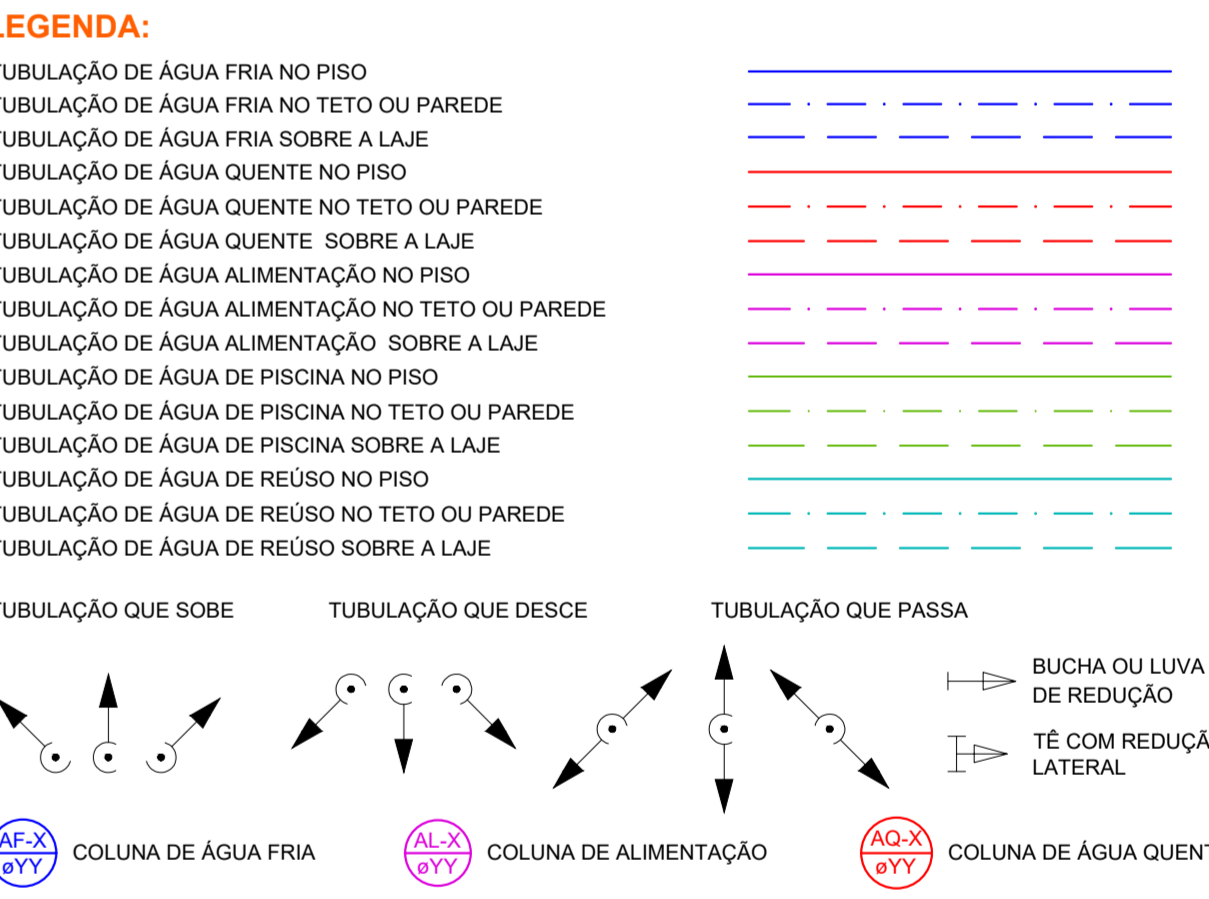 LEGENDA:
TUBULAÇÃO DE ÁGUA FRIA NO PISO
TUBULAÇÃO DE ÁGUA FRIA NO TETO OU PAREDE
TUBULAÇÃO DE ÁGUA FRIA SOBRE A LAJE
TUBULAÇÃO DE ÁGUA QUENTE NO PISO
TUBULAÇÃO DE ÁGUA QUENTE NO TETO OU PAREDE
TUBULAÇÃO DE ÁGUA QUENTE SOBRE A LAJE
TUBULAÇÃO DE ÁGUA ALIMENTAÇÃO NO PISO
TUBULAÇÃO DE ÁGUA ALIMENTAÇÃO NO TETO OU PAREDE
TUBULAÇÃO DE ÁGUA ALIMENTAÇÃO SOBRE A LAJE
TUBULAÇÃO DE ÁGUA DE PISCINA NO PISO
TUBULAÇÃO DE ÁGUA DE PISCINA NO TETO OU PAREDE
TUBULAÇÃO DE ÁGUA DE PISCINA SOBRE A LAJE
TUBULAÇÃO DE ÁGUA DE REÚSO NO PISO
TUBULAÇÃO DE ÁGUA DE REÚSO NO TETO OU PAREDE
TUBULAÇÃO DE ÁGUA DE REÚSO SOBRE A LAJE
TUBULAÇÃO QUE SOBE
TUBULAÇÃO QUE DESCE
TUBULAÇÃO QUE PASSA
BUCHA OU LUVA
DE REDUÇÃO
TÊ COM REDUÇÃ
LATERAL
AF-X
øYY
COLUNA DE ÁGUA FRIA
AL-X
øYY
COLUNA DE ALIMENTAÇÃO
AQ-X
øYY
COLUNA DE ÁGUA QUENT